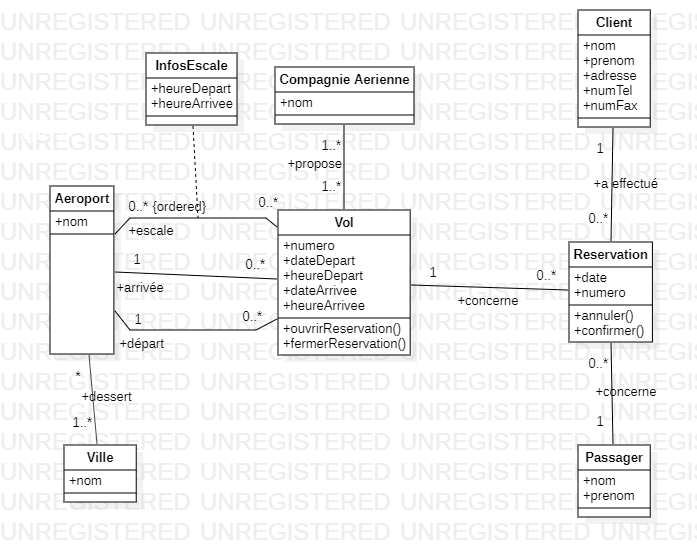 UNREGISTERED UNREGISTERED UNREGISTERED UNREGISTERED
Client
+nom
+prenom
+adresse
+numTel
+numFax
InfosEscale
+heureDepart
+heureArrivee
Compagnie Aerienne
+nom
1..*
+propose
1..*
1
+a effectué
0..*
Aeroport
+nom
0..* {ordered}
0..*
+escale
1
0..*
+arrivée
1
0..*
+départ
Vol
+numero
+dateDepart
+heureDepart
+dateArrivee
+heureArrivee
+ouvrirReservation()
+fermerReservation()
1
0..*
+concerne
Reservation
+date
+numero
+annuler()
+confirmer()
0..*
+concerne
1
*
+dessert
1..*
Ville
+nom
Passager
+nom
+prenom